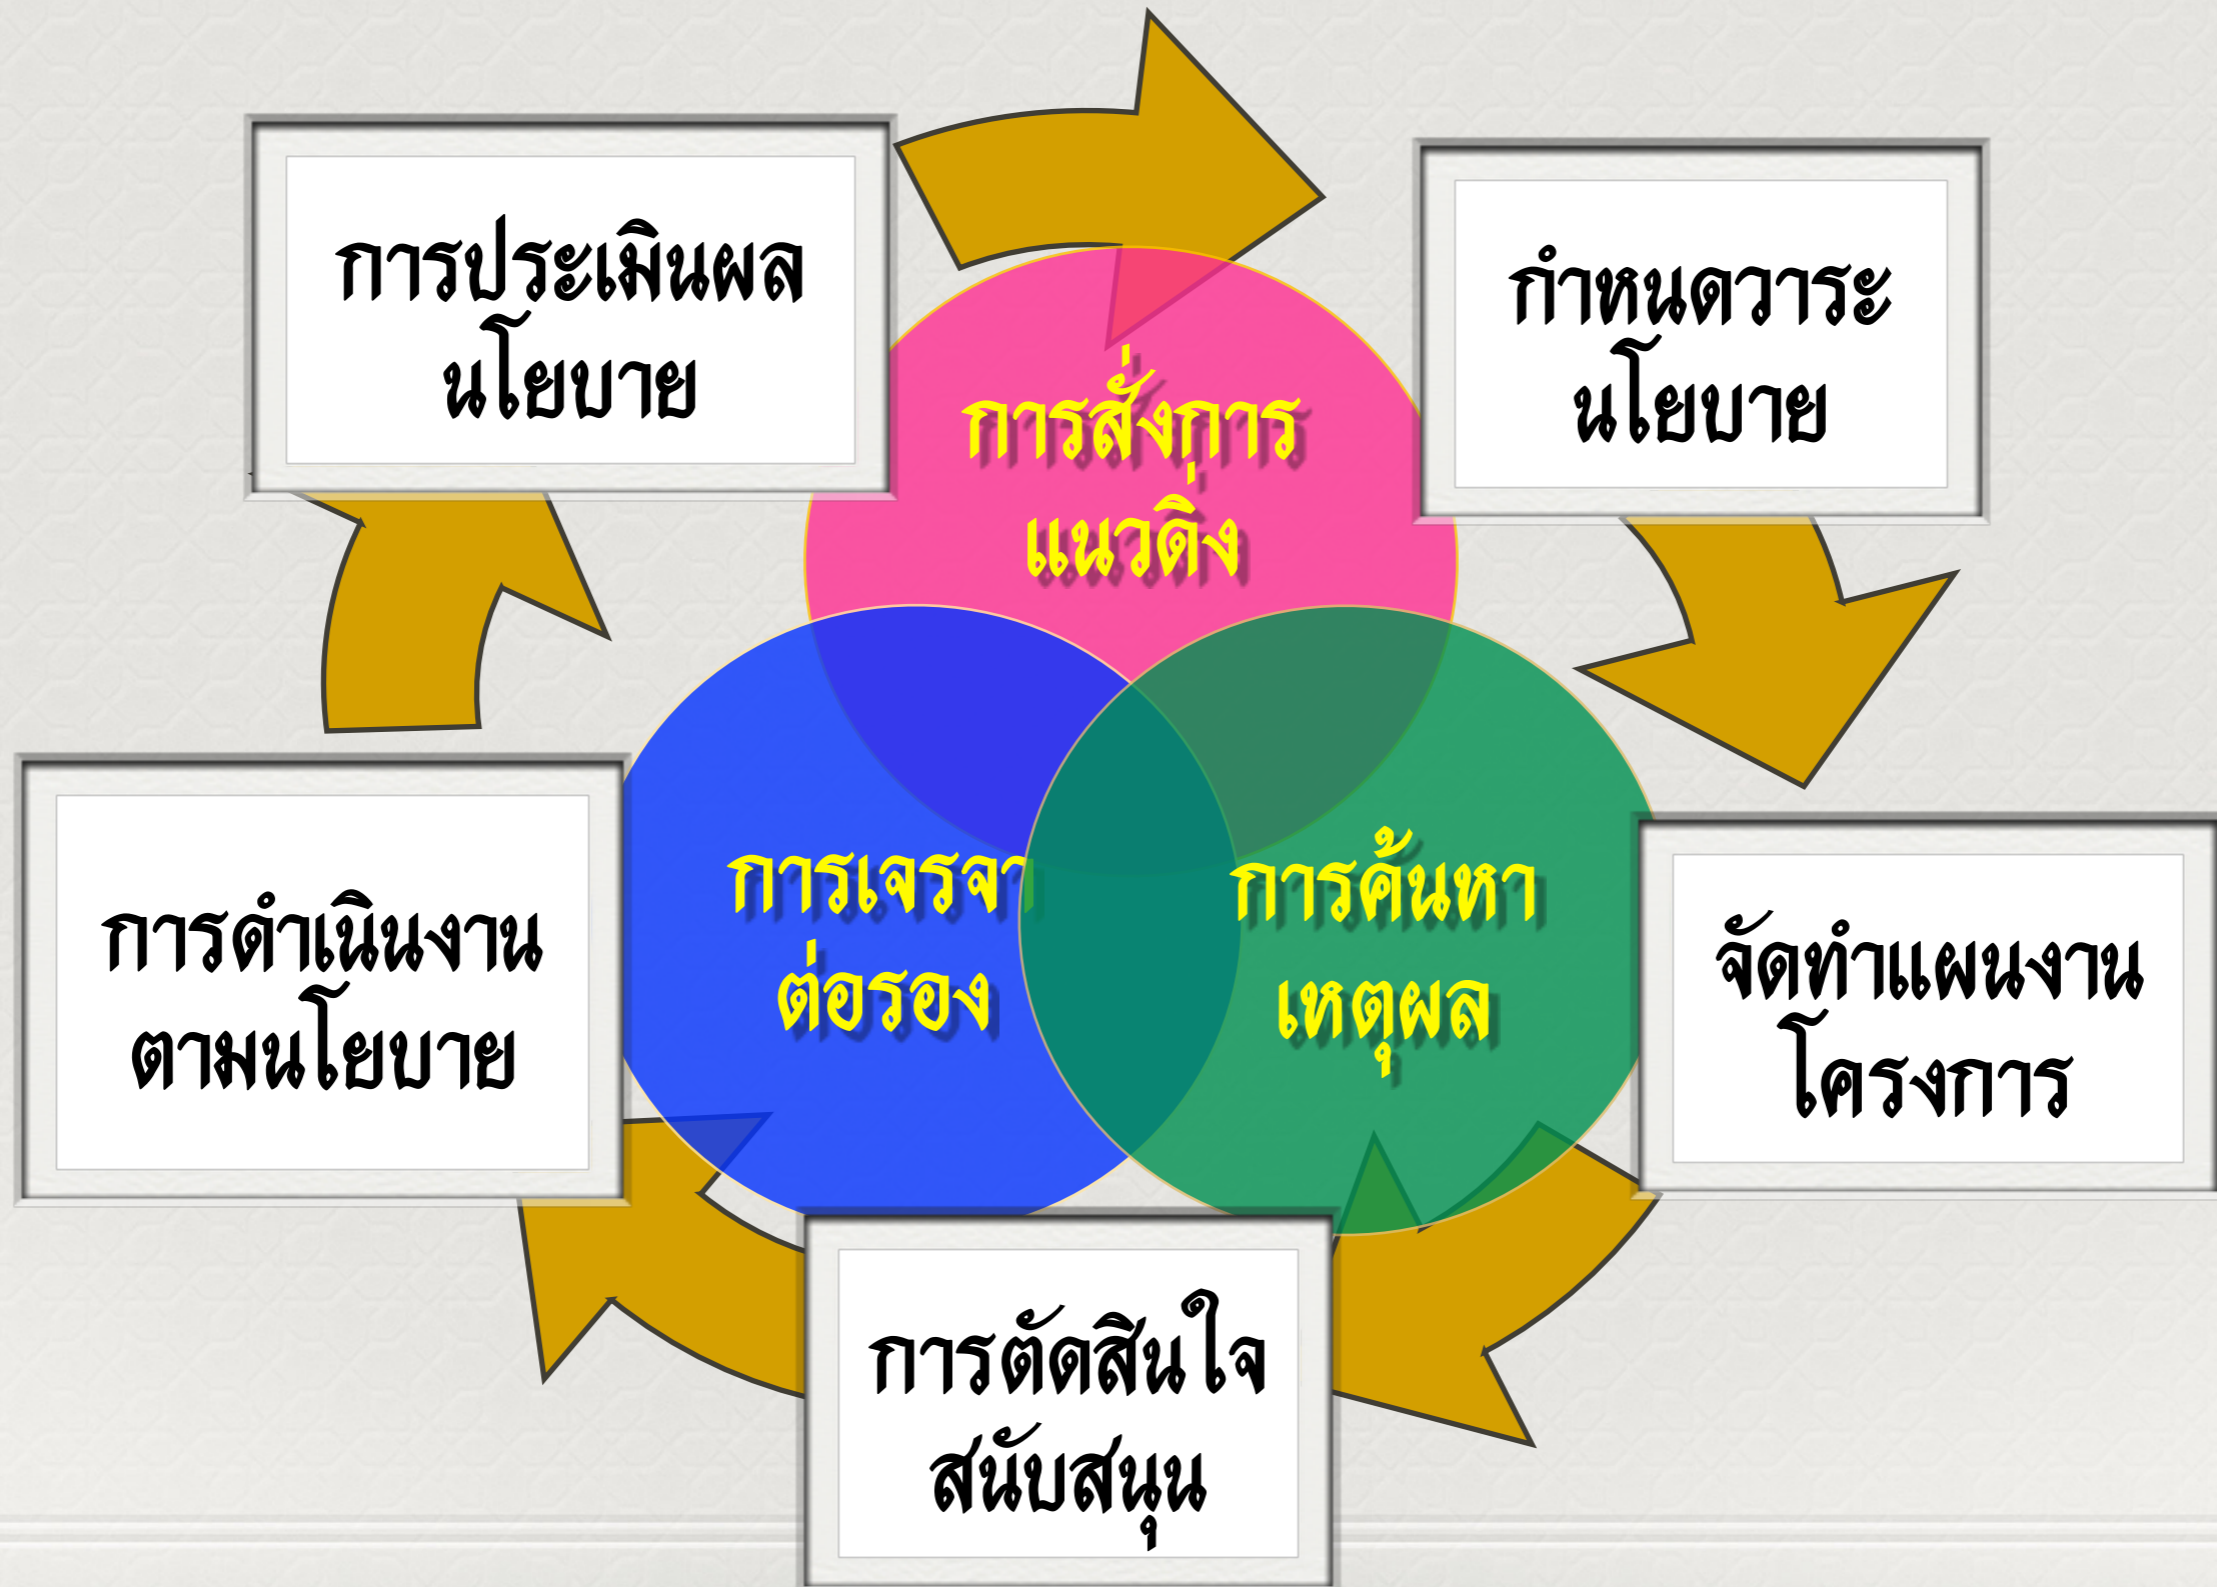 การประเมินผล
นโยบาย
กำหนดวาระ
นโยบาย
การสั่งการ
แนวดิ่ง
การเจรจา
ต่อรอง
การค้นหา
เหตุผล
การดำเนินงาน
ตามนโยบาย
จัดทำแผนงาน
โครงการ
การตัดสินใจ
สนับสนุน